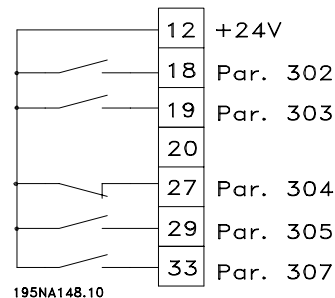 12 +24V
18 Par. 302
19 Par. 303
20
27 Par. 304
29 Par. 305
33 Par. 307
195NA148.10